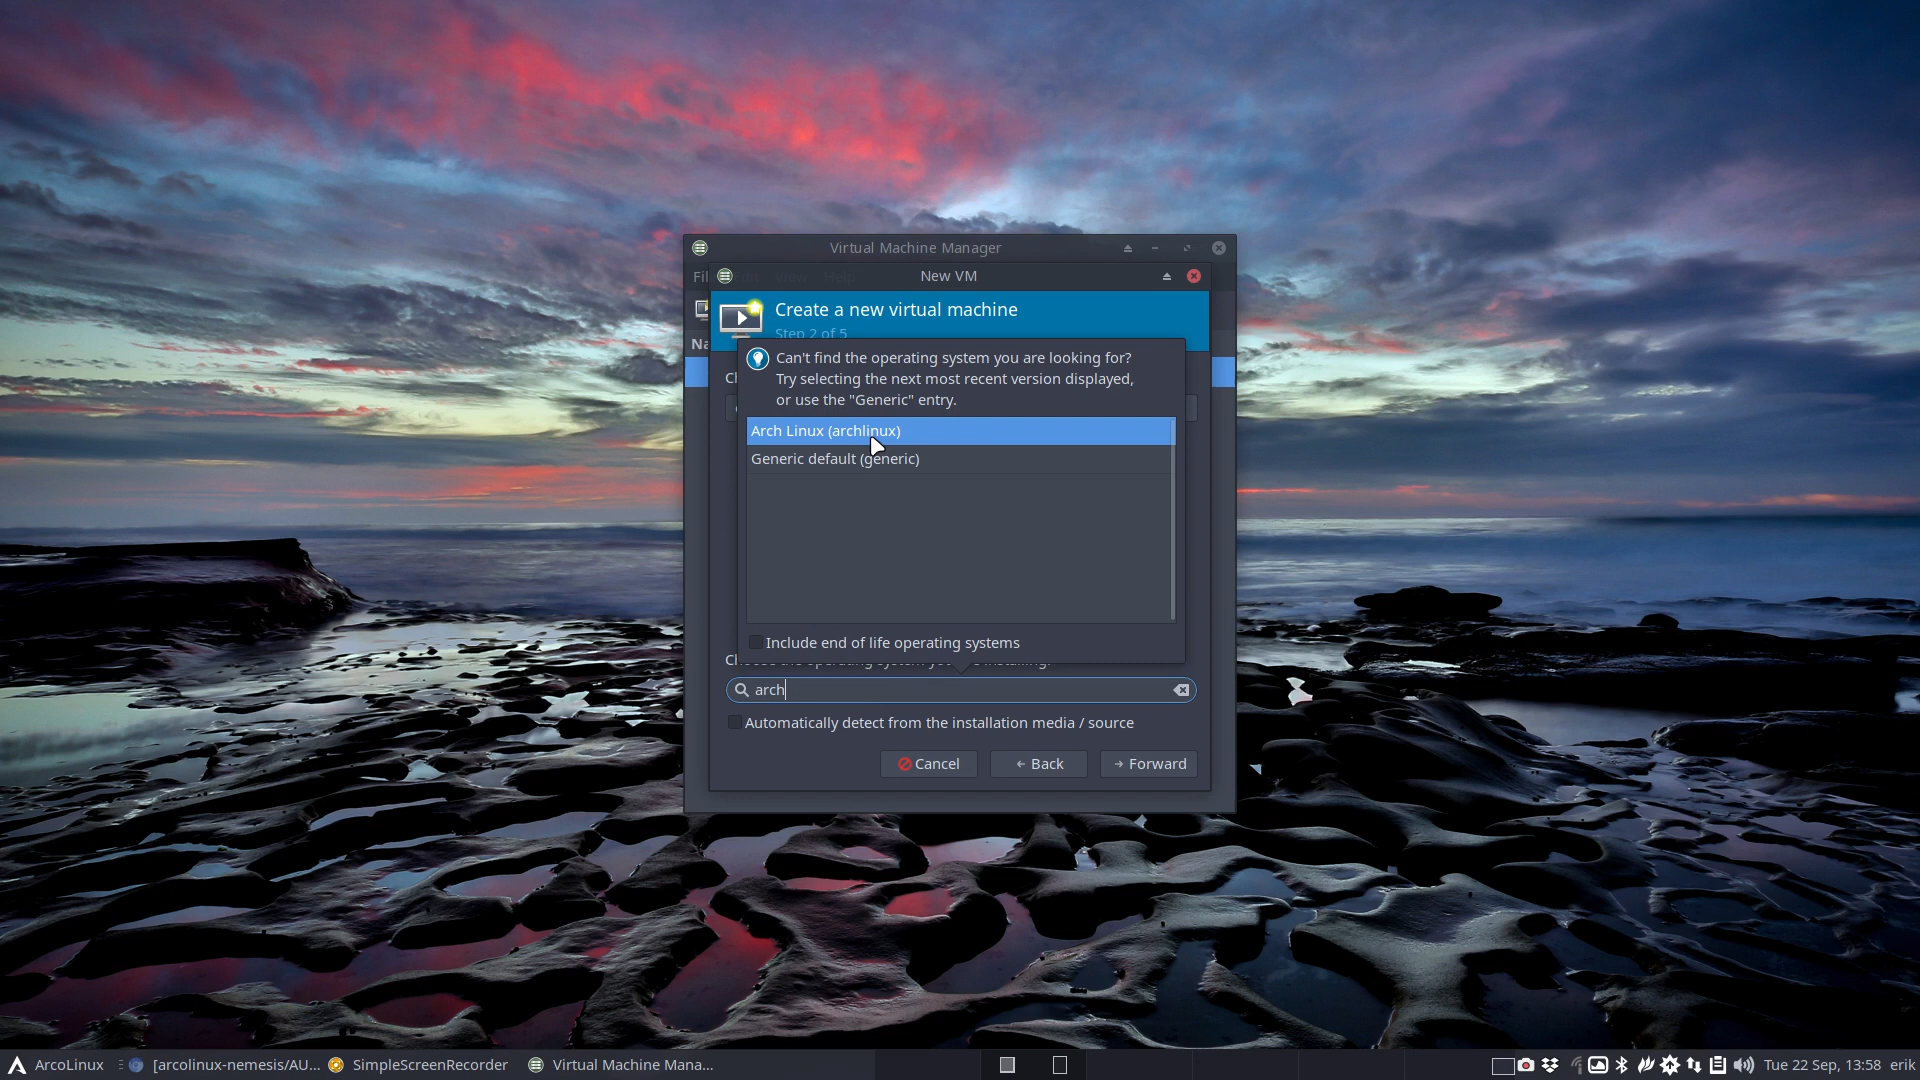 Virtual Machine Manager
Fil
New VM
Create a new virtual machine
Step 2 of 5
Na
Can't find the operating system you are looking for?
Try selecting the next most recent version displayed,
or use the "Generic" entry.
Ch
Arch Linux (archlinux)
Generic default (generic)
Include end of life operating systems
arch
Automatically detect from the installation media / source
Cancel
Back
Forward
ArcoLinux
[arcolinux-nemesis/AU...
SimpleScreenRecorder
Virtual Machine Mana...
Tue 22 Sep, 13:58
erik